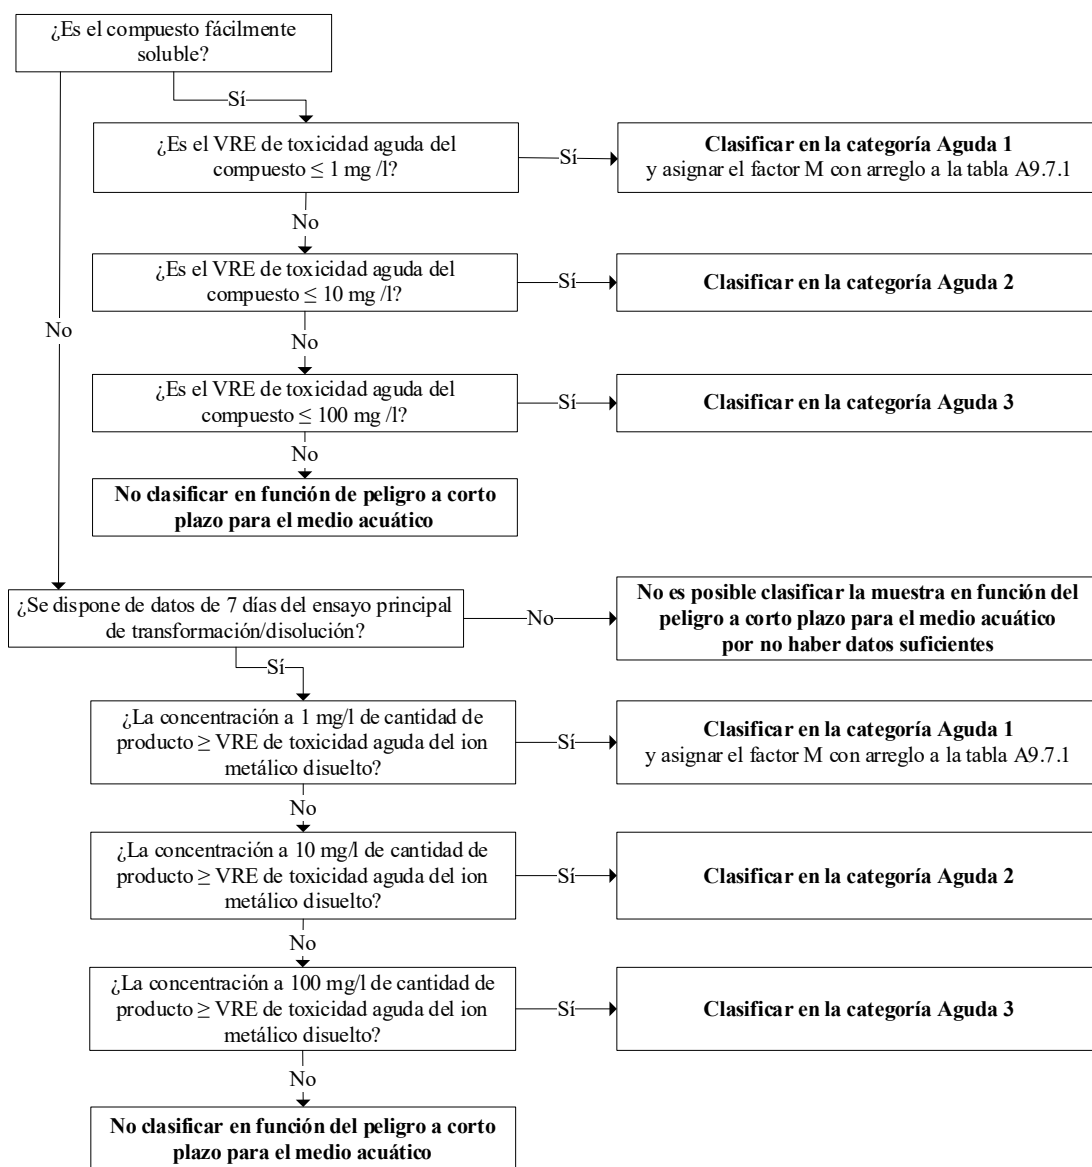 ¿Es el compuesto fácilmente
soluble?
Sí
¿Es el VRE de toxicidad aguda del
compuesto ≤ 1 mg /l?
Sí
Clasificar en la categoría Aguda 1
y asignar el factor M con arreglo a la tabla A9.7.1
No
¿Es el VRE de toxicidad aguda del
compuesto ≤ 10 mg /l?
Sí
Clasificar en la categoría Aguda 2
No
No
¿Es el VRE de toxicidad aguda del
compuesto ≤ 100 mg /l?
Sí
Clasificar en la categoría Aguda 3
No
No clasificar en función de peligro a corto
plazo para el medio acuático
¿Se dispone de datos de 7 días del ensayo principal
de transformación/disolución?
No
No es posible clasificar la muestra en función del
peligro a corto plazo para el medio acuático
por no haber datos suficientes
Sí
¿La concentración a 1 mg/l de cantidad de
producto ≥ VRE de toxicidad aguda del ion
metálico disuelto?
Sí
Clasificar en la categoría Aguda 1
y asignar el factor M con arreglo a la tabla A9.7.1
No
¿La concentración a 10 mg/l de cantidad de
producto ≥ VRE de toxicidad aguda del ion
metálico disuelto?
Sí
Clasificar en la categoría Aguda 2
No
¿La concentración a 100 mg/l de cantidad de
producto ≥ VRE de toxicidad aguda del ion
metálico disuelto?
Sí
Clasificar en la categoría Aguda 3
No
No clasificar en función del peligro a corto
plazo para el medio acuático